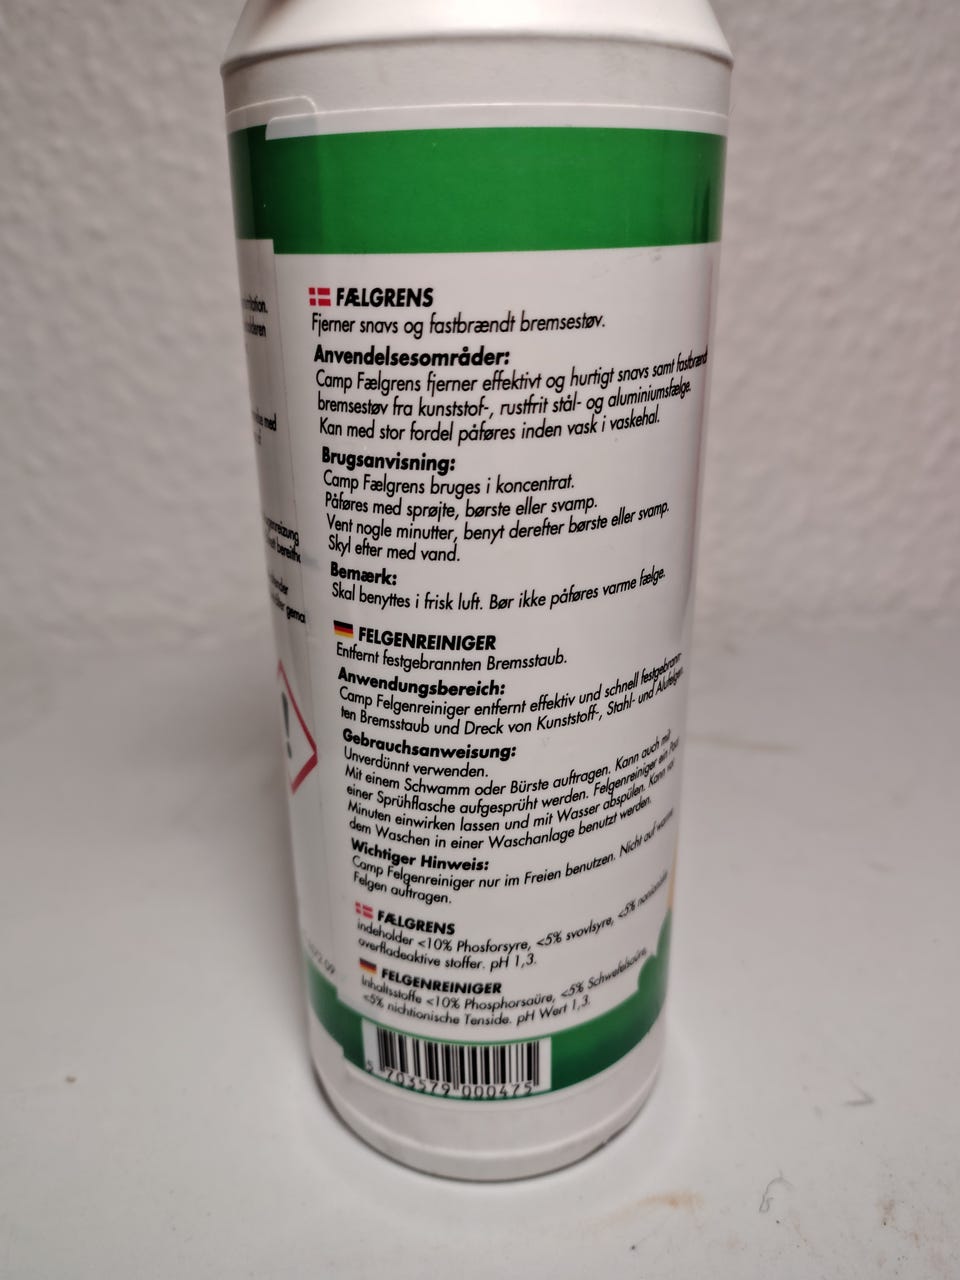 FÆLGRENS
Fjerner snavs og fastbrændt bremsestøv.
Anvendelsesområder:
Camp Fælgrens fjerner effektivt og hurtigt snavs samt fastbrændt
bremsestøv fra kunststof-, rustfrit stål- og aluminiumsfælge.
Kan med stor fordel påføres inden vask i vaskehal.
Brugsanvisning:
Camp Fælgrens bruges i koncentrat.
Påføres med sprøjte, børste eller svamp.
Vent nogle minutter, benyt derefter børste eller svamp.
Skyl efter med vand.
Bemærk:
Skal benyttes i frisk luft. Bør ikke påføres varme fælge.
FELGENREINIGER
Entfernt festgebrannten Bremsstaub.
Anwendungsbereich:
Camp Felgenreiniger entfernt effektiv und schnell festgebrann-
ten Bremsstaub und Dreck von Kunststoff-, Stahl- und Alufelgen.
Gebrauchsanweisung:
Unverdünnt verwenden.
Mit einem Schwamm oder Bürste auftragen. Kann auch mit
einer Sprühflasche aufgesprüht werden. Felgenreiniger ein Paar
Minuten einwirken lassen und mit Wasser abspülen. Kann vor
dem Waschen in einer Waschanlage benutzt werden.
Wichtiger Hinweis:
Camp Felgenreiniger nur im Freien benutzen. Nicht auf warme
Felgen auftragen.
FÆLGRENS
indeholder <10% Phosforsyre, <5% svovlsyre, <5% nonioniske
overfladeaktive stoffer. pH 1,3.
FELGENREINIGER
Inhaltsstoffe <10% Phosphorsaüre, <5% Schwefelsaüre,
<5% nichtionische Tenside. pH Wert 1,3.
5 703579 000475